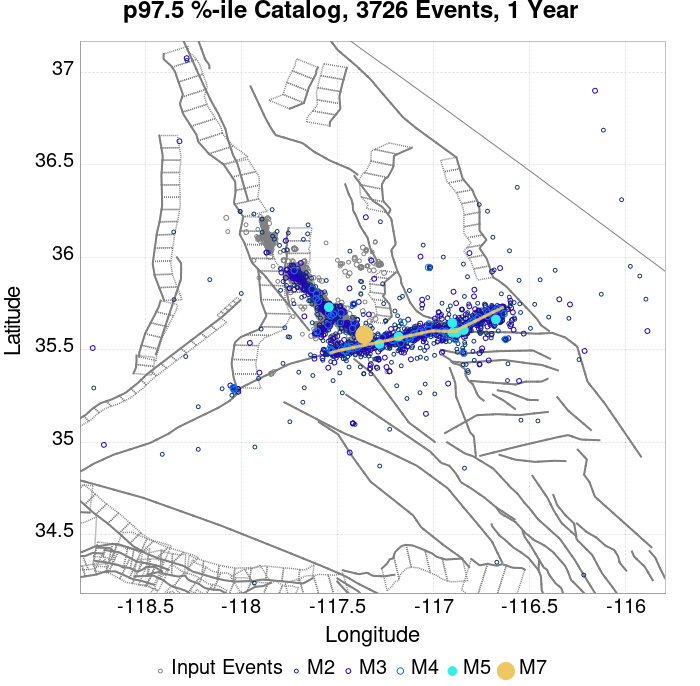 p97.5 %-ile Catalog, 3726 Events, 1 Year
37
36.5
36
35.5
35
34.5
Latitude
-118.5 -118 -117.5 -117 -116.5 -116
Longitude
Input Events M2 M3 M4 M5 M7